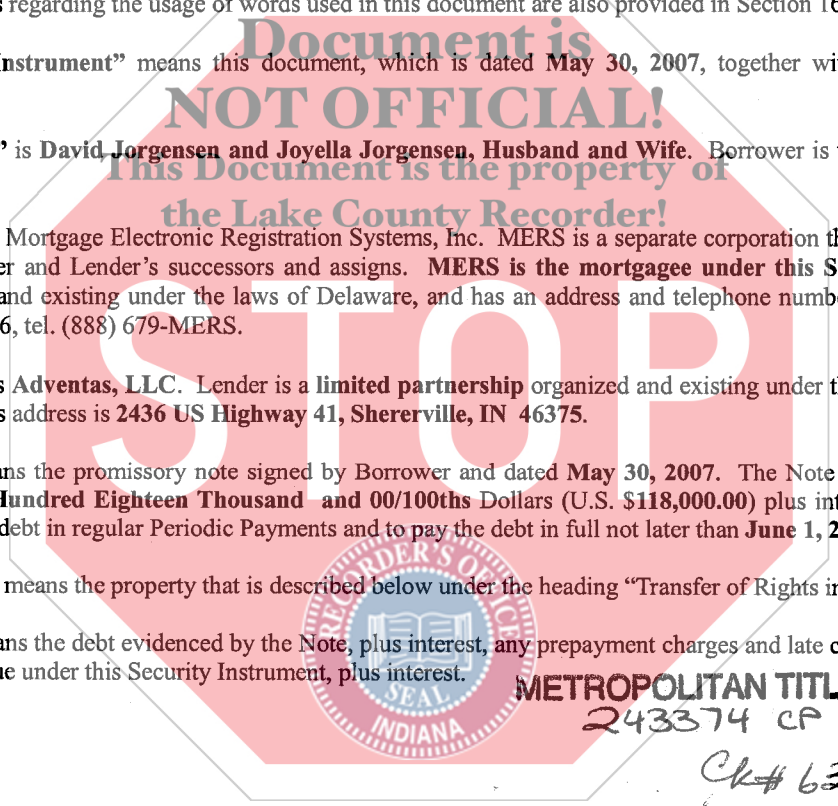 regarding the usage of words used in this document are also provided in Section 16
Document is
Instrument” means this document, which is dated May 30, 2007, together wi
NOT OFFICIAL!
” is David Jorgensen and Joyella Jorgensen, Husband and Wife. Borrower is
This Document is the property of
the Lake County Recorder!
Mortgage Electronic Registration Systems, Inc. MERS is a separate corporation th
er and Lender’s successors and assigns. MERS is the mortgagee under this S
and existing under the laws of Delaware, and has an address and telephone numb
6, tel. (888) 679-MERS.
STOP
s Adventas, LLC. Lender is a limited partnership organized and existing under th
s address is 2436 US Highway 41, Shererville, IN 46375.
ans the promissory note signed by Borrower and dated May 30, 2007. The Note
Hundred Eighteen Thousand and 00/100ths Dollars (U.S. $118,000.00) plus int
debt in regular Periodic Payments and to pay the debt in full not later than June 1, 2
means the property that is described below under the heading “Transfer of Rights in
ans the debt evidenced by the Note, plus interest, any prepayment charges and late c
ue under this Security Instrument, plus interest.
RECORDER'S OFFICE
SEAL
INDIANA
METROPOLITAN TITL
243374 CP
Ck# 63